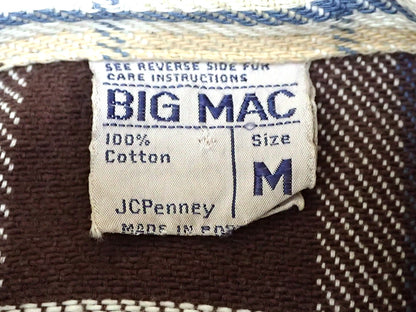 SEE REVERSE SIDE FOR
CARE INSTRUCTIONS
BIG MAC
100%
Cotton
Size
M
JCPenney
MADE IN